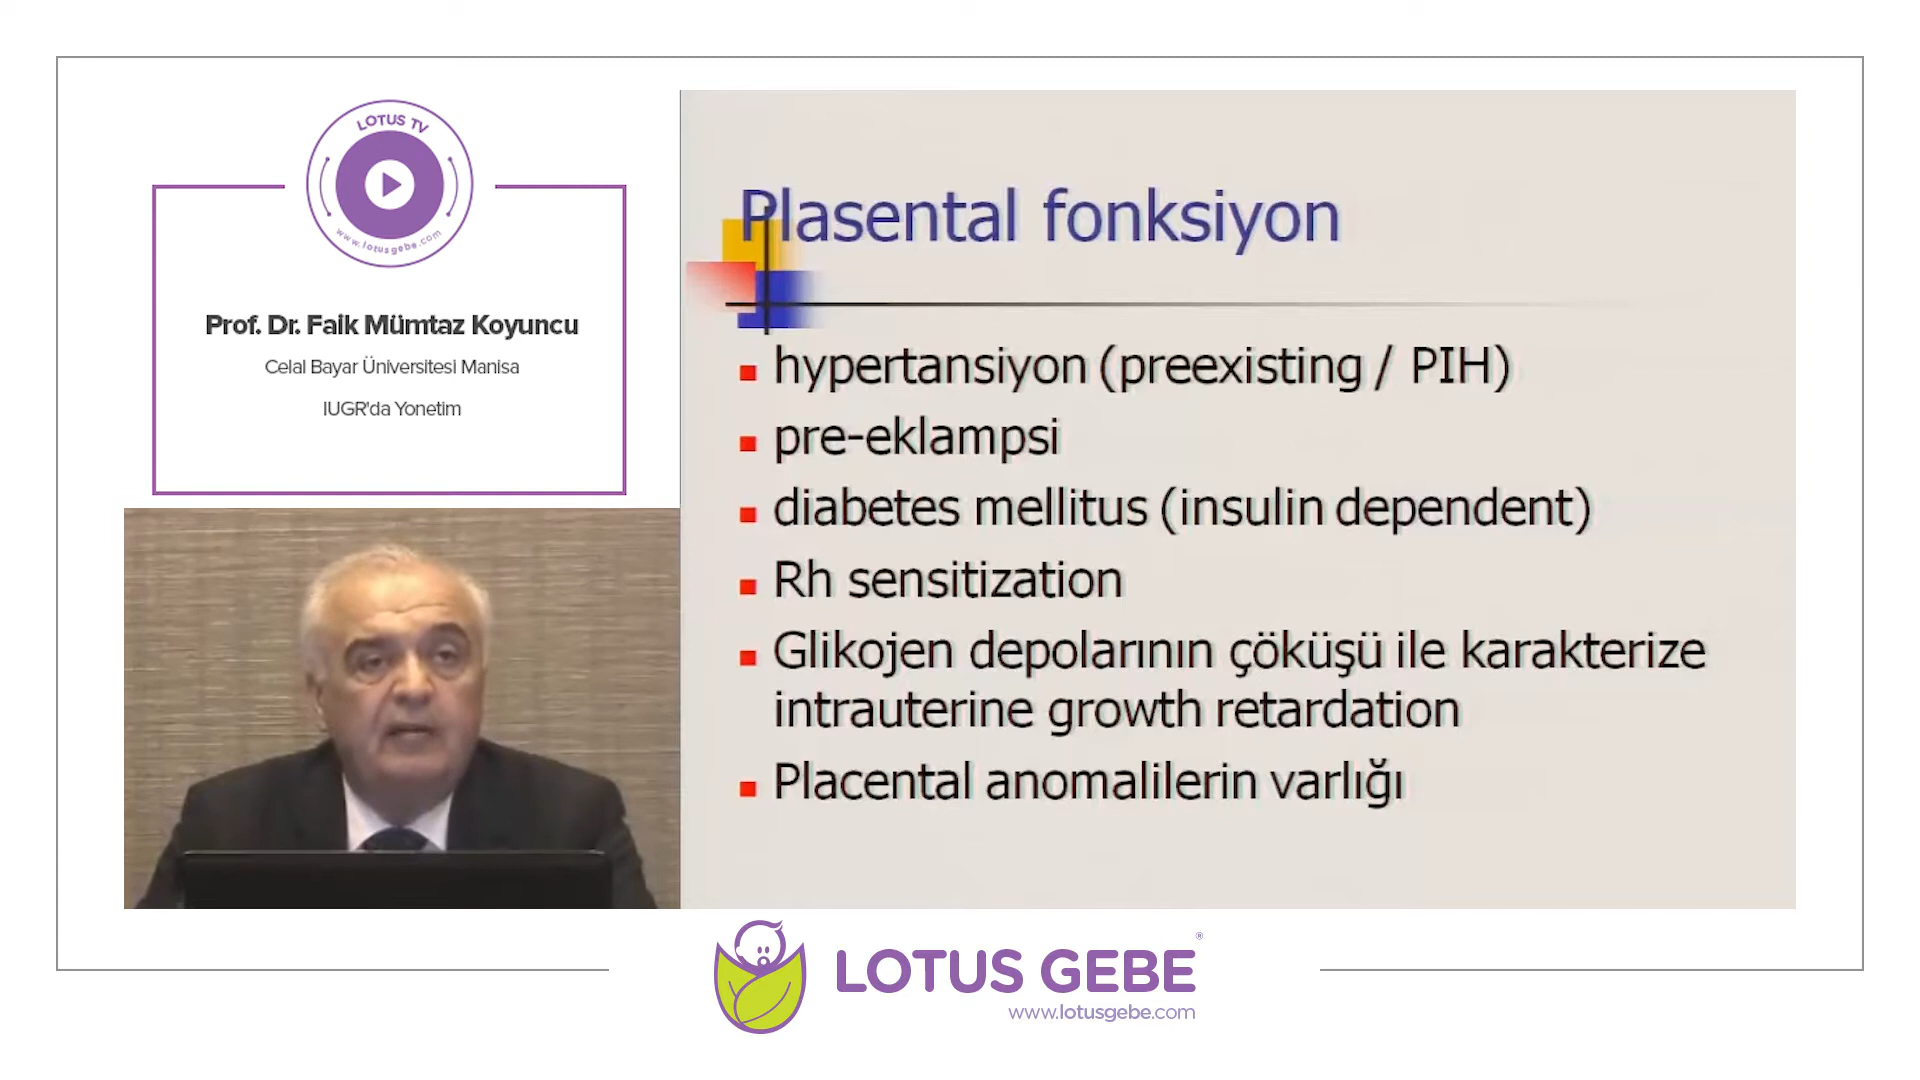 LOTUS TV
www.lotusgebe.com
Prof. Dr. Faik Mümtaz Koyuncu
Celal Bayar Üniversitesi Manisa
IUGR'da Yonetim
Plasental fonksiyon
hypertansiyon (preexisting / PIH)
pre-eklampsi
diabetes mellitus (insulin dependent)
Rh sensitization
Glikojen depolarının çöküşü ile karakterize
intrauterine growth retardation
Placental anomalilerin varlığı
LOTUS GEBE®
www.lotusgebe.com